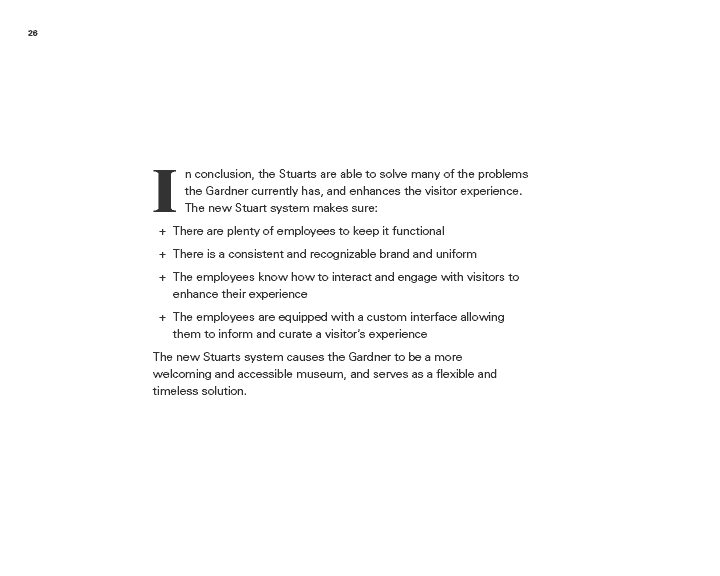 26
In conclusion, the Stuarts are able to solve many of the problems
the Gardner currently has, and enhances the visitor experience.
The new Stuart system makes sure:
+ There are plenty of employees to keep it functional
+ There is a consistent and recognizable brand and uniform
+ The employees know how to interact and engage with visitors to
enhance their experience
+ The employees are equipped with a custom interface allowing
them to inform and curate a visitor's experience
The new Stuarts system causes the Gardner to be a more
welcoming and accessible museum, and serves as a flexible and
timeless solution.